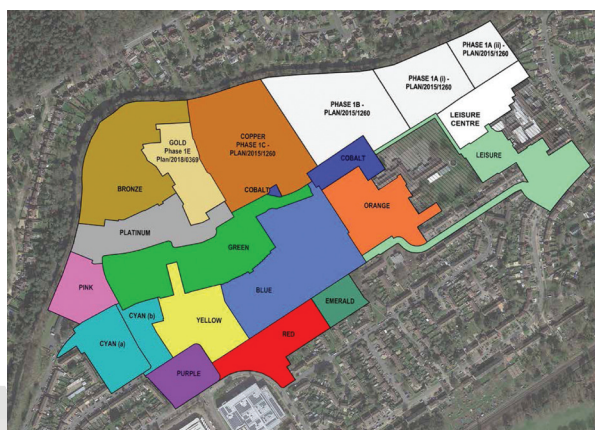 PHASE 1A (ii) -
PLAN/2015/1260
PHASE 1A (i) -
PLAN/2015/1260
PHASE 1B -
PLAN/2015/1260
LEISURE
CENTRE
GOLD
Phase 1E
Plan/2018/0369
COPPER
PHASE 1C -
PLAN/2015/1260
COBALT
LEISURE
BRONZE
COBALT
ORANGE
PLATINUM
GREEN
PINK
BLUE
EMERALD
CYAN (b)
YELLOW
RED
CYAN (a)
PURPLE